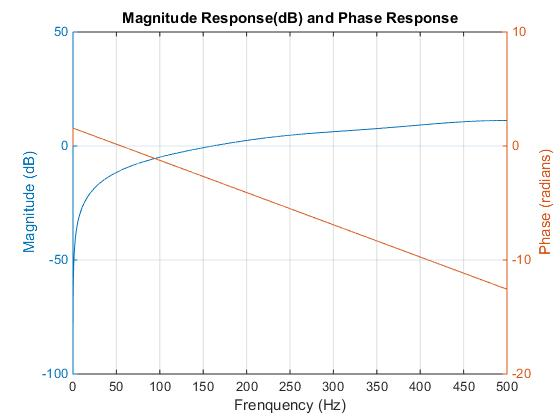 Magnitude Response(dB) and Phase Response
50
0
-50
-100
Magnitude (dB)
10
0
-10
-20
Phase (radians)
0 50 100 150 200 250 300 350 400 450 500
Frenquency (Hz)